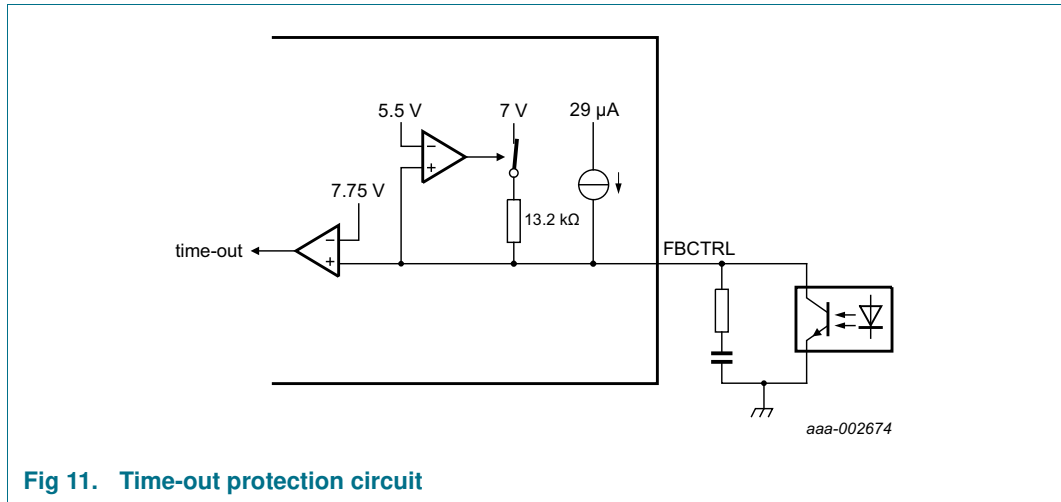 5.5 V
7 V
29 μA
−
+
7.75 V
−
+
13.2 kΩ
time-out
FBCTRL
aaa-002674
Fig 11. Time-out protection circuit